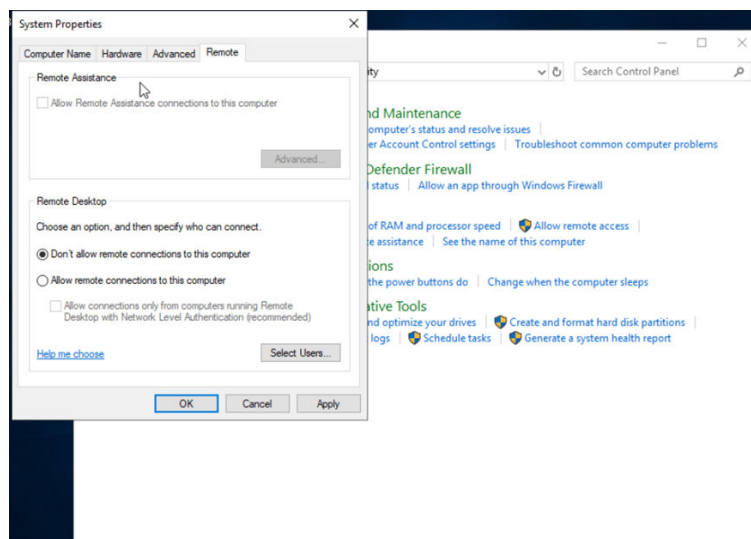 System Properties
Computer Name Hardware Advanced Remote
Remote Assistance
Allow Remote Assistance connections to this computer
Advanced...
Remote Desktop
Choose an option, and then specify who can connect.
Don't allow remote connections to this computer
Allow remote connections to this computer
Allow connections only from computers running Remote
Desktop with Network Level Authentication (recommended)
Help me choose
Select Users...
OK Cancel Apply
ity
Search Control Panel
nd Maintenance
omputer's status and resolve issues
er Account Control settings Troubleshoot common computer problems
Defender Firewall
status Allow an app through Windows Firewall
of RAM and processor speed Allow remote access
te assistance See the name of this computer
ions
the power buttons do Change when the computer sleeps
ative Tools
nd optimize your drives Create and format hard disk partitions
logs Schedule tasks Generate a system health report